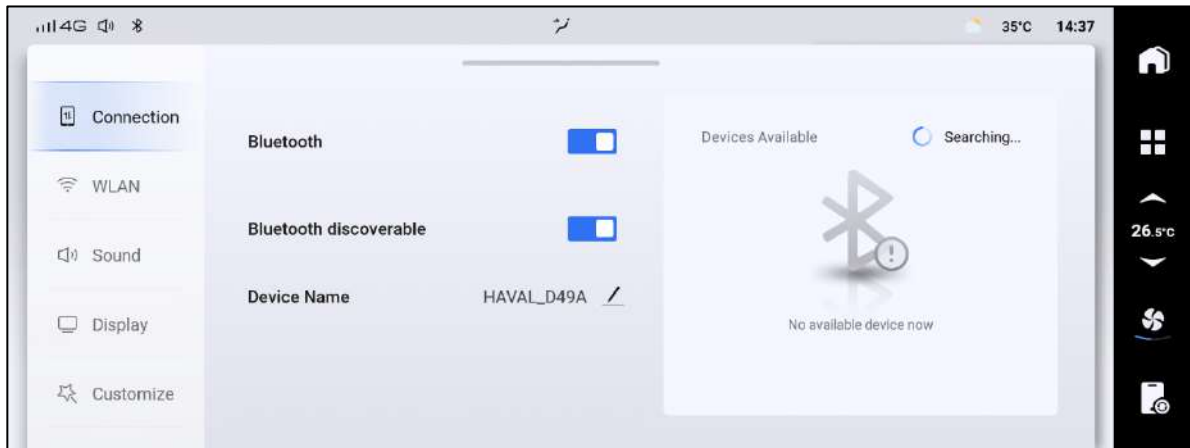 4G
35°C 14:37
Connection
WLAN
Sound
Display
Customize
Bluetooth
Bluetooth discoverable
Device Name HAVAL_D49A
Devices Available Searching...
No available device now
26.5°C